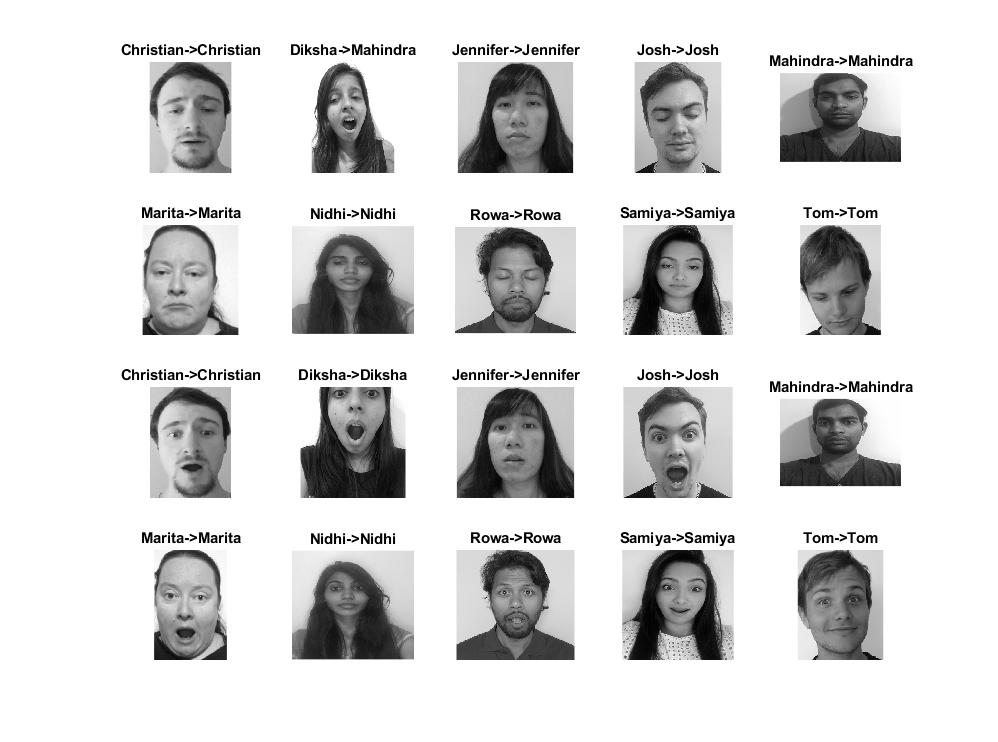 Christian->Christian Diksha->Mahindra Jennifer->Jennifer Josh->Josh Mahindra->Mahindra
Marita->Marita Nidhi->Nidhi Rowa->Rowa Samiya->Samiya Tom->Tom
Christian->Christian Diksha->Diksha Jennifer->Jennifer Josh->Josh Mahindra->Mahindra
Marita->Marita Nidhi->Nidhi Rowa->Rowa Samiya->Samiya Tom->Tom